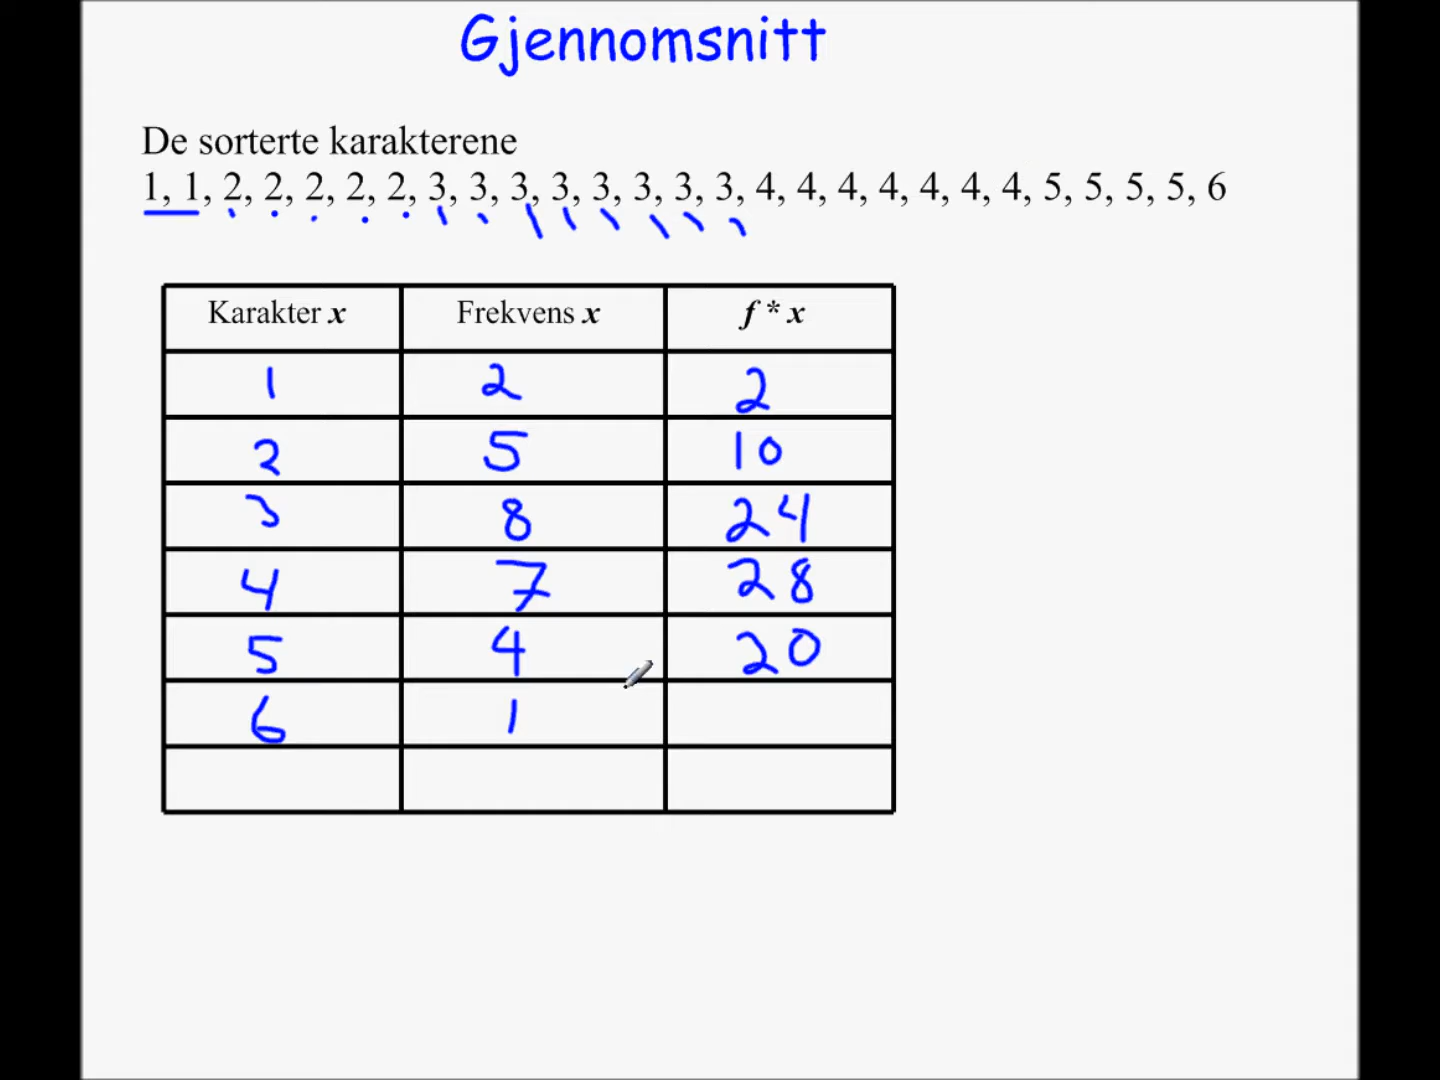 Gjennomsnitt
De sorterte karakterene
1, 1, 2, 2, 2, 2, 2, 3, 3, 3, 3, 3, 3, 3, 3, 4, 4, 4, 4, 4, 4, 4, 5, 5, 5, 5, 6
Karakter x Frekvens x f * x
1 2 2
2 5 10
3 8 24
4 7 28
5 4 20
6 1